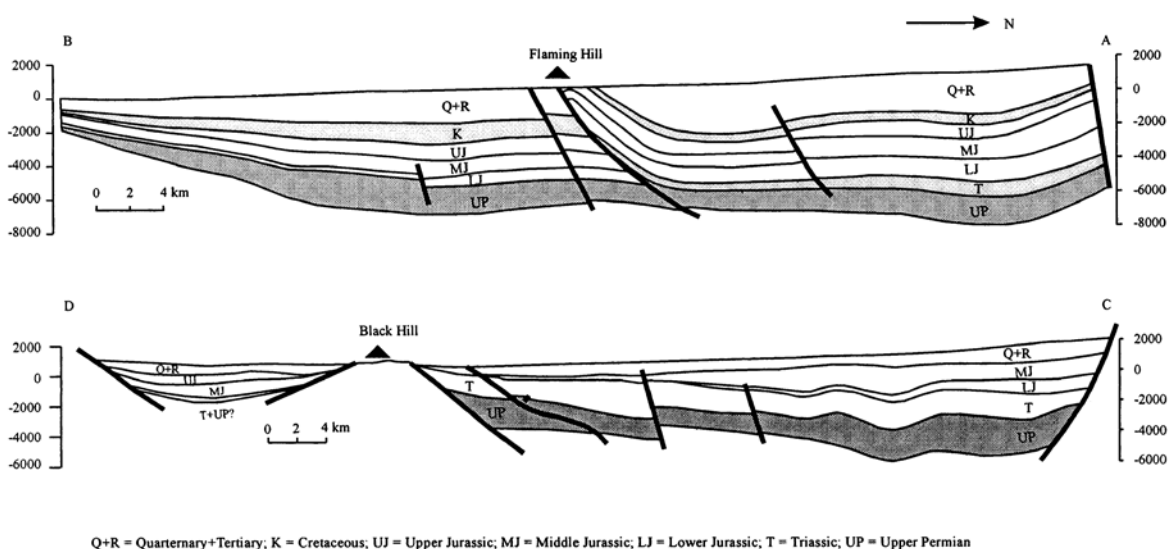 N
B
Flaming Hill
A
2000
0
-2000
-4000
-6000
-8000
Q+R
K
UJ
MJ
LJ
UP
0 2 4 km
Q+R
K
UJ
MJ
LJ
T
UP
2000
0
-2000
-4000
-6000
-8000
D
Black Hill
C
2000
0
-2000
-4000
-6000
Q+R
UJ
MJ
T+UP?
0 2 4 km
T
UP
Q+R
MJ
LJ
T
UP
2000
0
-2000
-4000
-6000
Q+R = Quarternary+Tertiary; K = Cretaceous; UJ = Upper Jurassic; MJ = Middle Jurassic; LJ = Lower Jurassic; T = Triassic; UP = Upper Permian